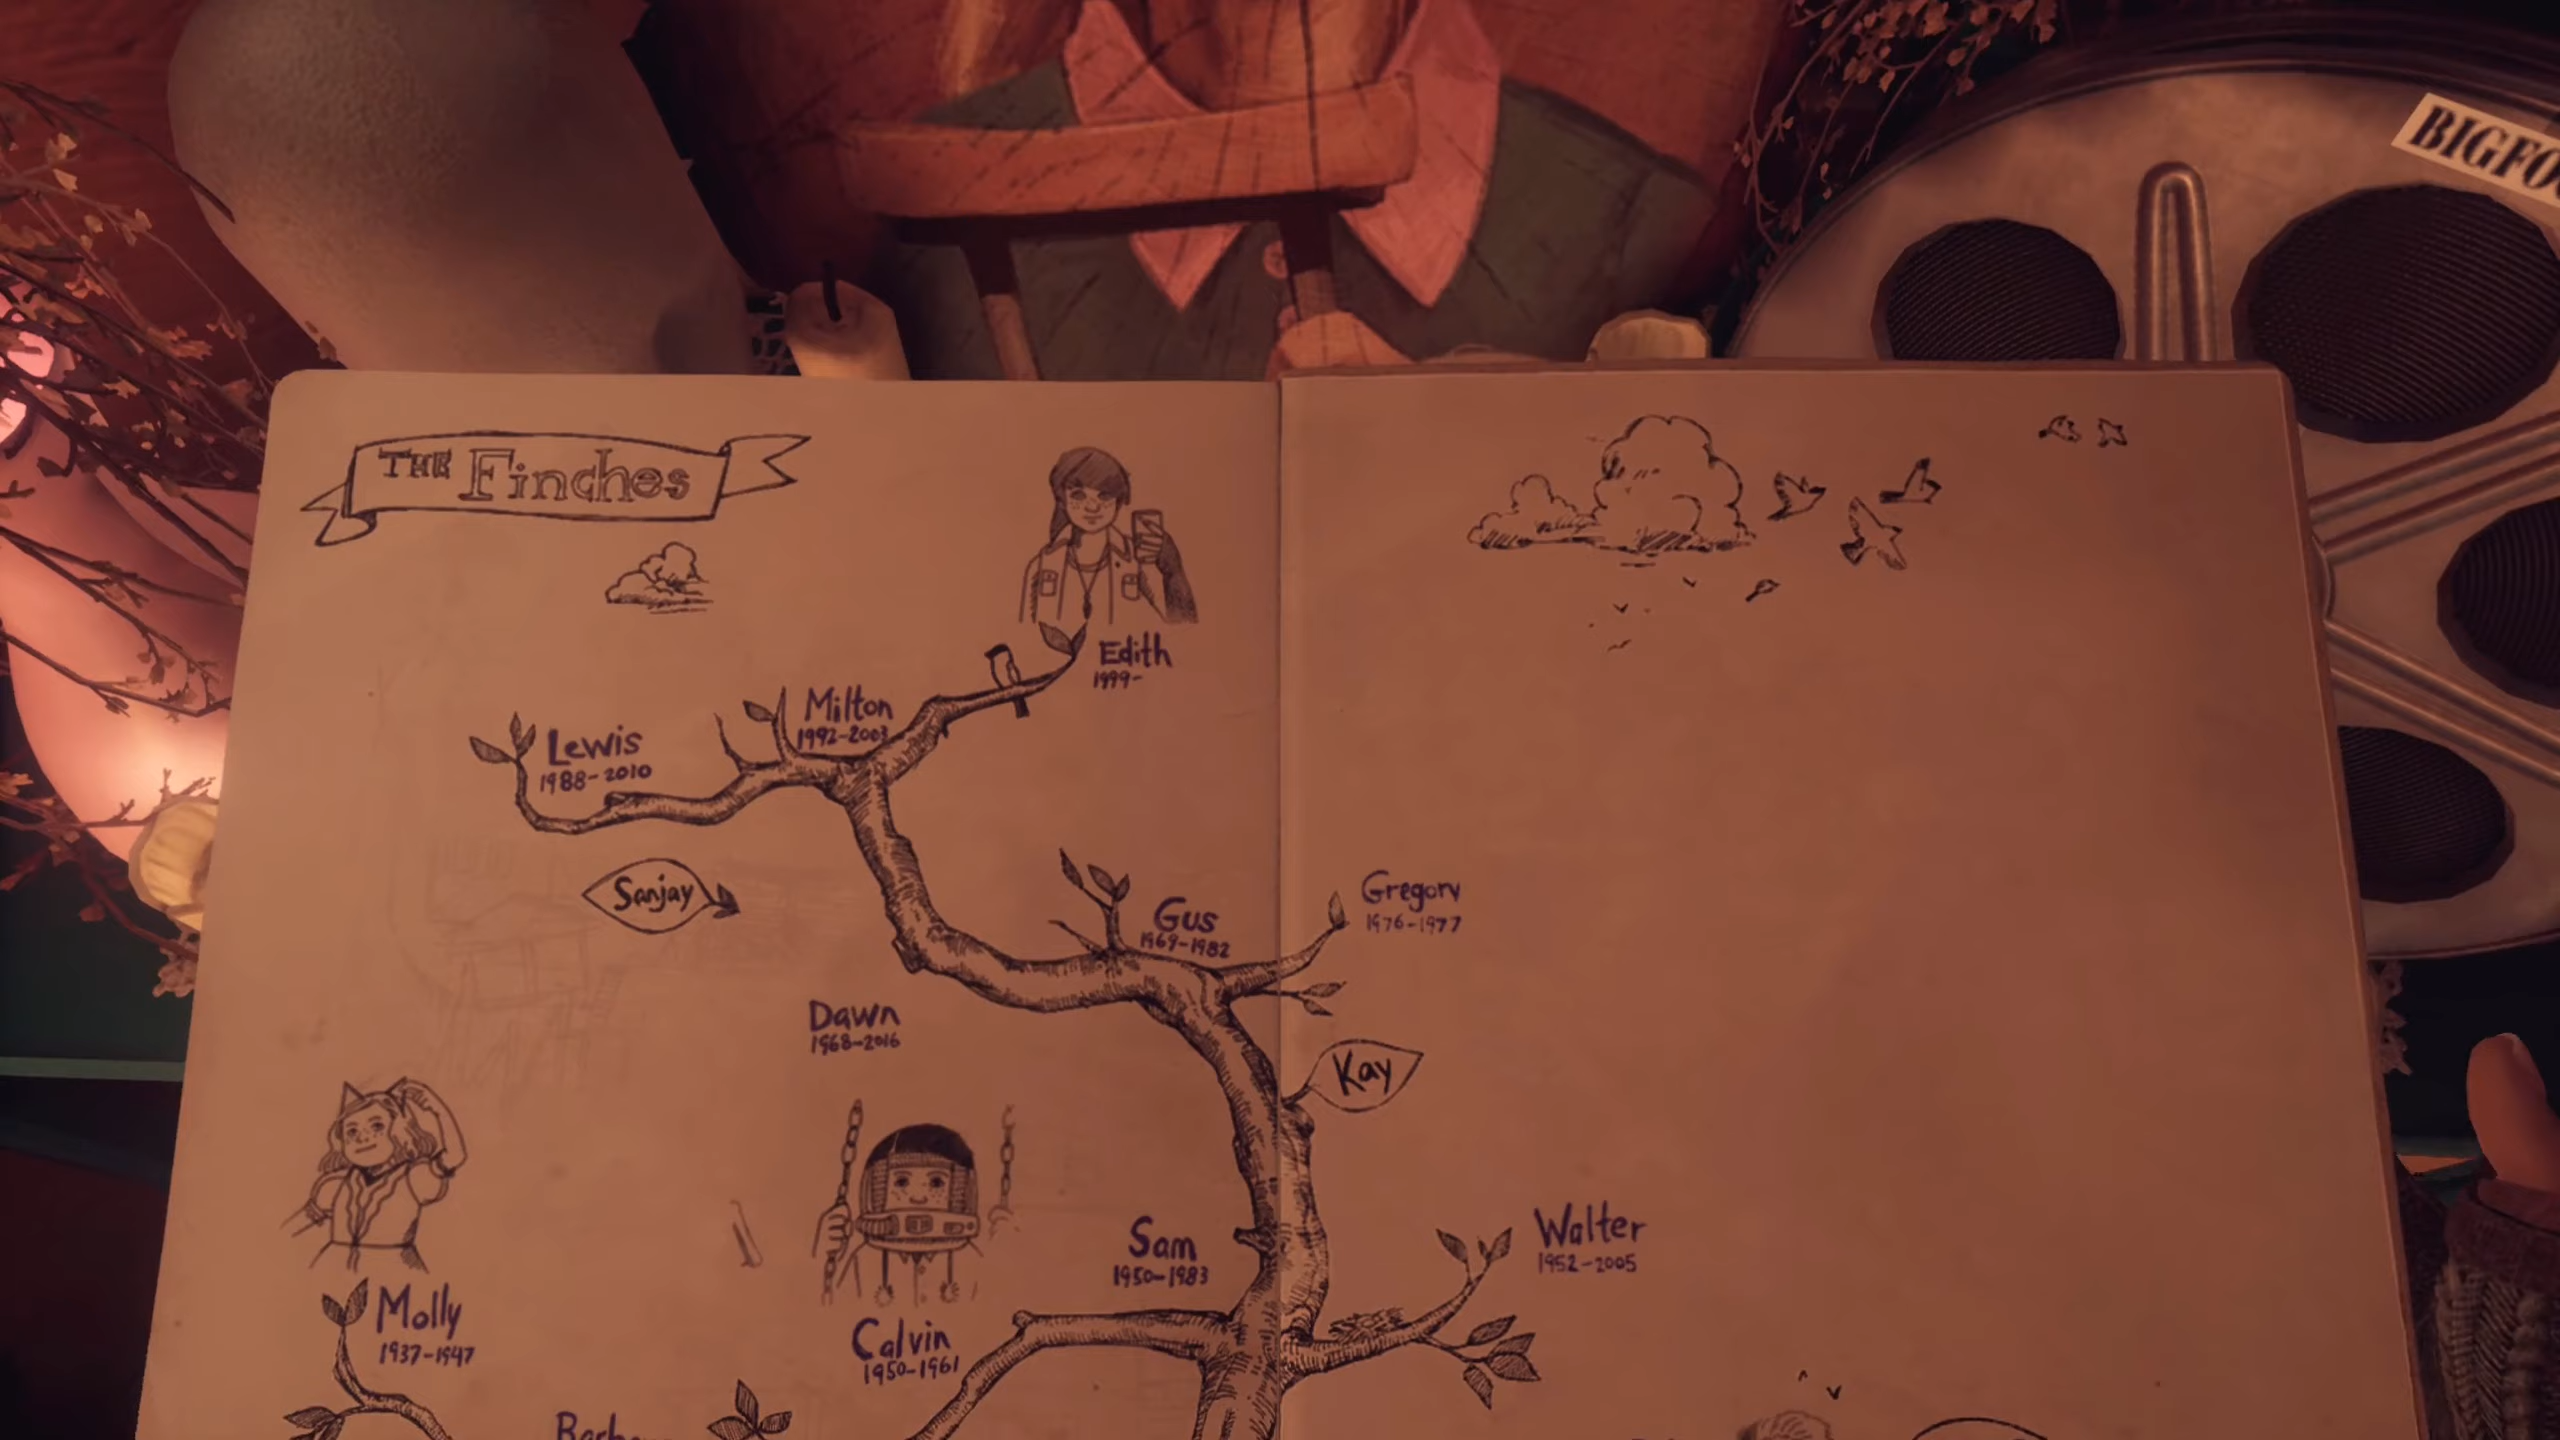 BIGFO
THE Finches
Edith
1999-
Milton
1992-2003
Lewis
1988-2010
Sanjay
Gus
1969-1982
Gregory
1976-1977
Dawn
1968-2016
Kay
Sam
1950-1983
Walter
1952-2005
Molly
1937-1947
Calvin
1950-1961